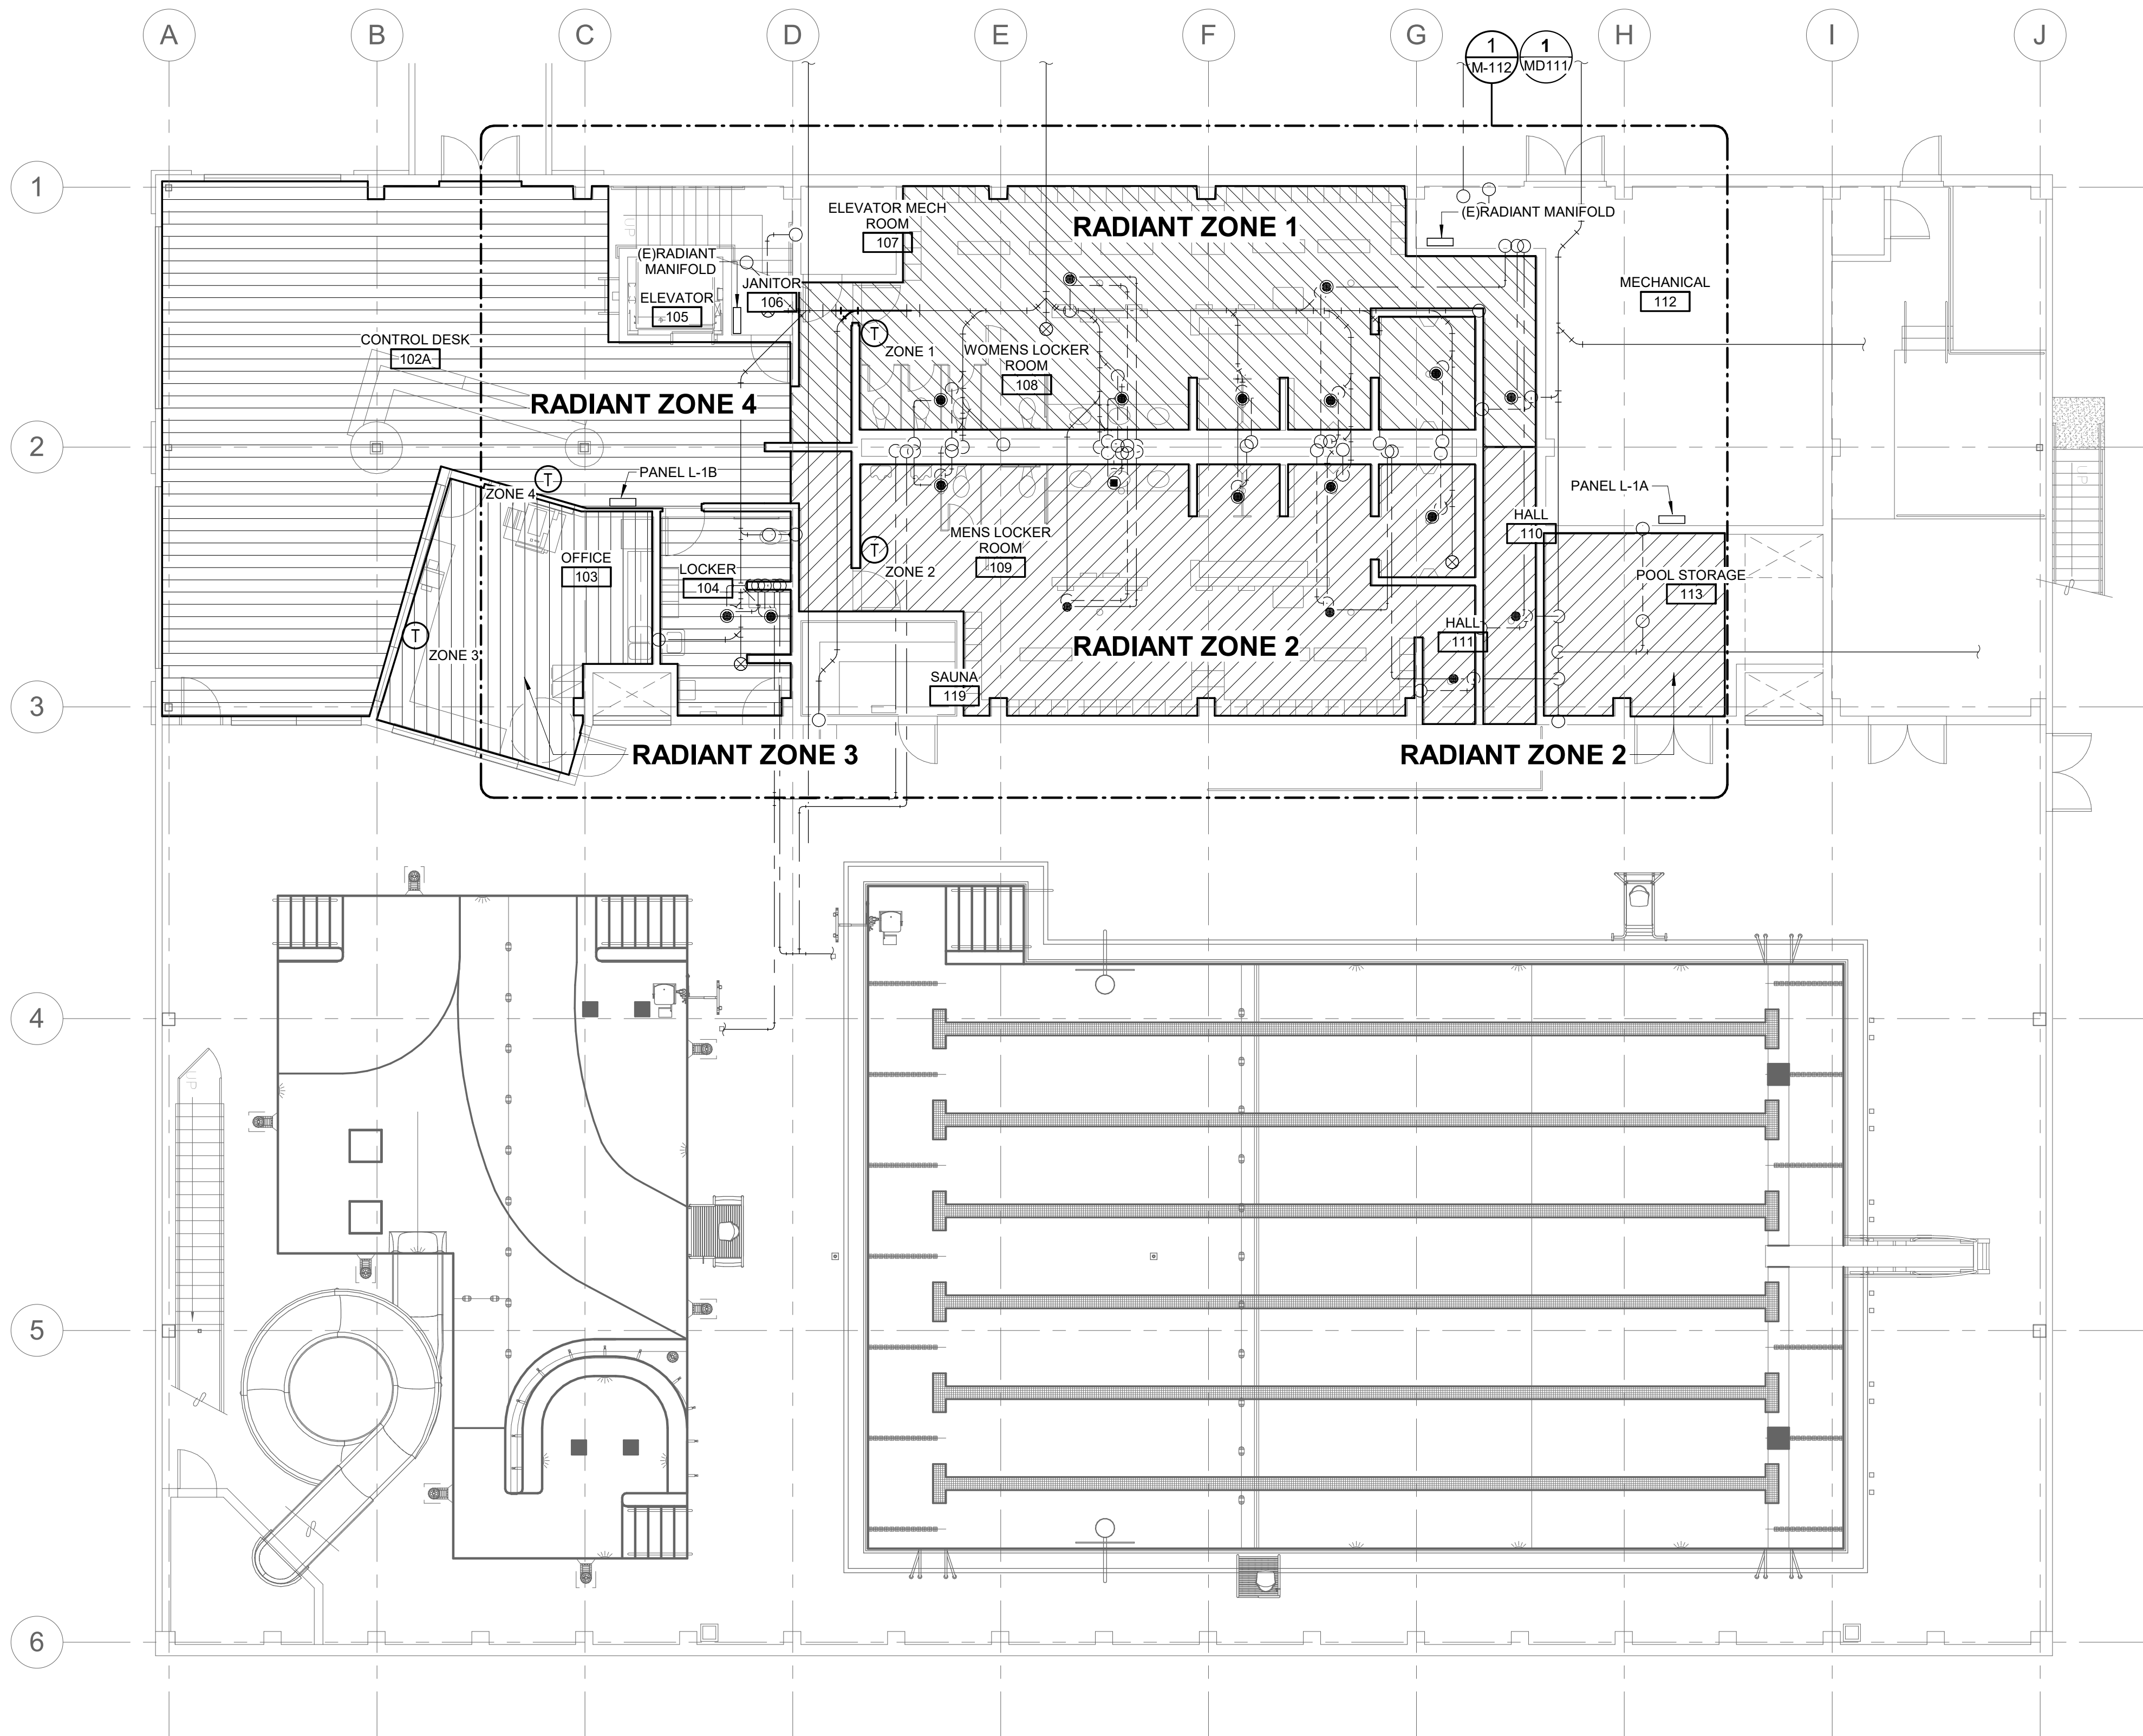 A B C D E F G H I J
1 1
M-112 MD111
1
ELEVATOR MECH
ROOM
107
RADIANT ZONE 1
(E)RADIANT MANIFOLD
(E)RADIANT
MANIFOLD
JANITOR
106
ELEVATOR
105
MECHANICAL
112
CONTROL DESK
102A
T
ZONE 1
WOMENS LOCKER
ROOM
108
RADIANT ZONE 4
2
T
ZONE 4
PANEL L-1B
PANEL L-1A
HALL
110
OFFICE
103
LOCKER
104
T
ZONE 2
MENS LOCKER
ROOM
109
POOL STORAGE
113
T
ZONE 3
HALL
111
RADIANT ZONE 2
SAUNA
119
3
RADIANT ZONE 3
RADIANT ZONE 2
4
UP
5
6